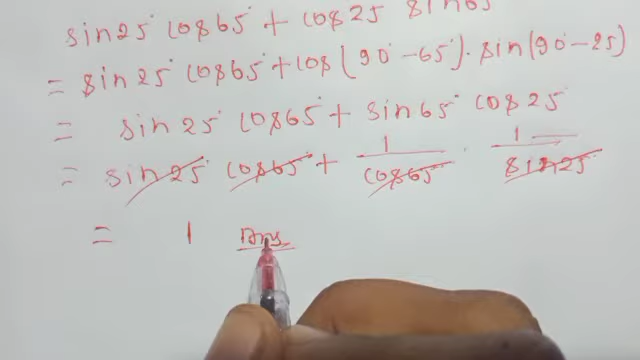 sin25° cos65° + cos25 sin65
= sin25° cos65° + cos(90° - 65°) . sin(90° - 25)
= sin25° cos65° + sin65° cos25
= sin25° cos65° + 1/cos65° . 1/sin25
= 1 Ans